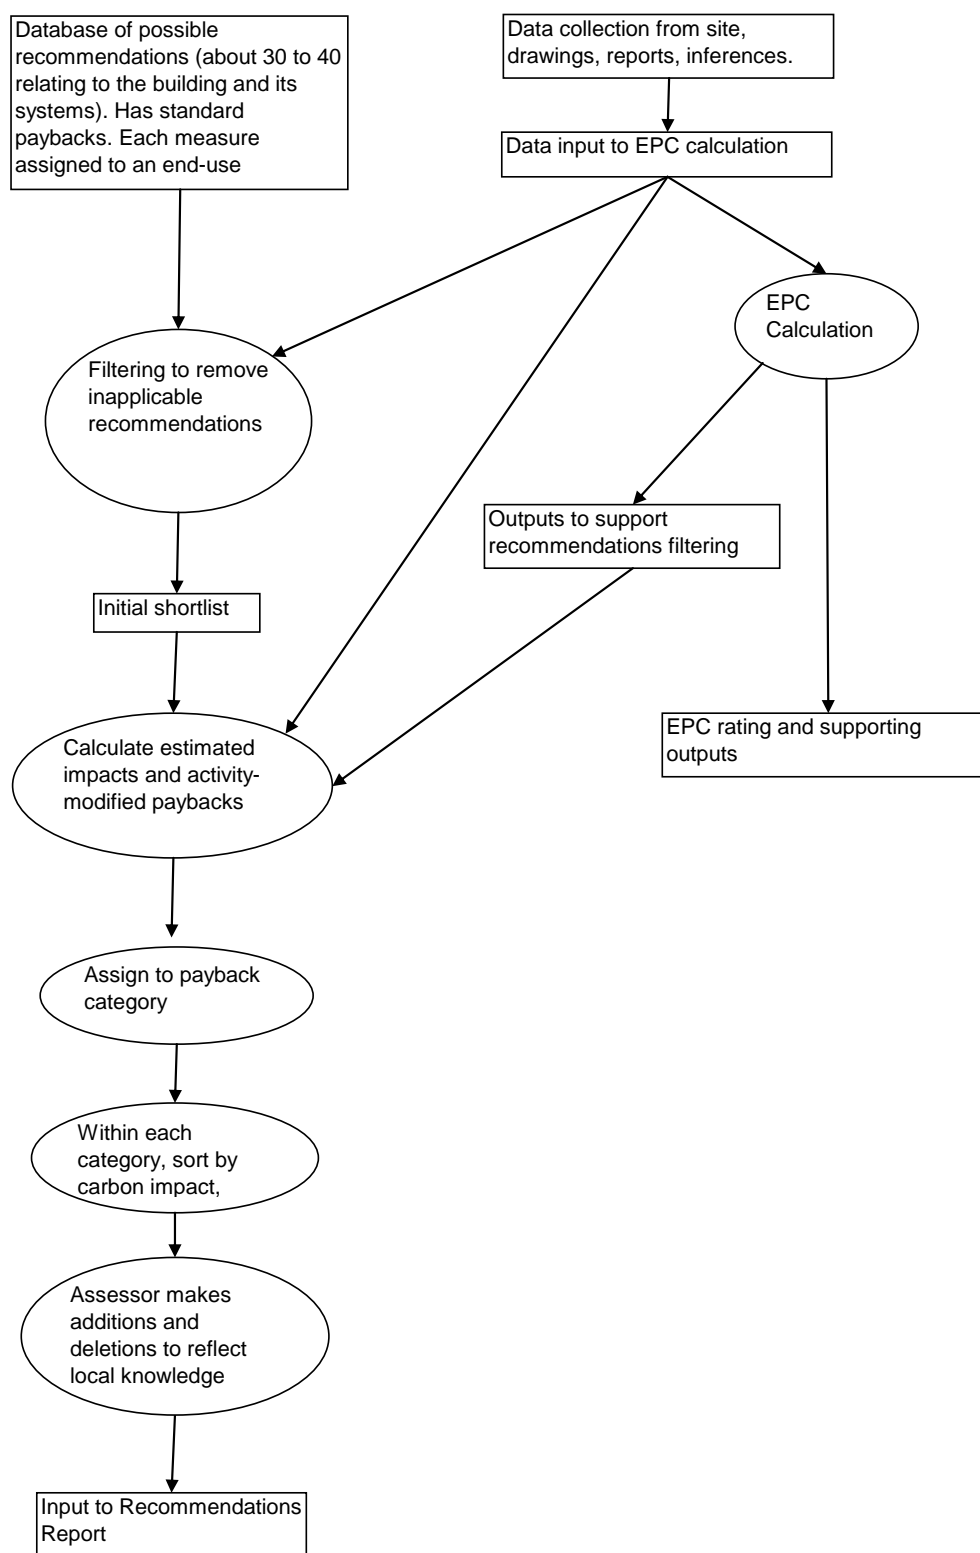 Database of possible
recommendations (about 30 to 40
relating to the building and its
systems). Has standard
paybacks. Each measure
assigned to an end-use
Data collection from site,
drawings, reports, inferences.
Data input to EPC calculation
EPC
Calculation
Filtering to remove
inapplicable
recommendations
Outputs to support
recommendations filtering
Initial shortlist
EPC rating and supporting
outputs
Calculate estimated
impacts and activity-
modified paybacks
Assign to payback
category
Within each
category, sort by
carbon impact,
Assessor makes
additions and
deletions to reflect
local knowledge
Input to Recommendations
Report